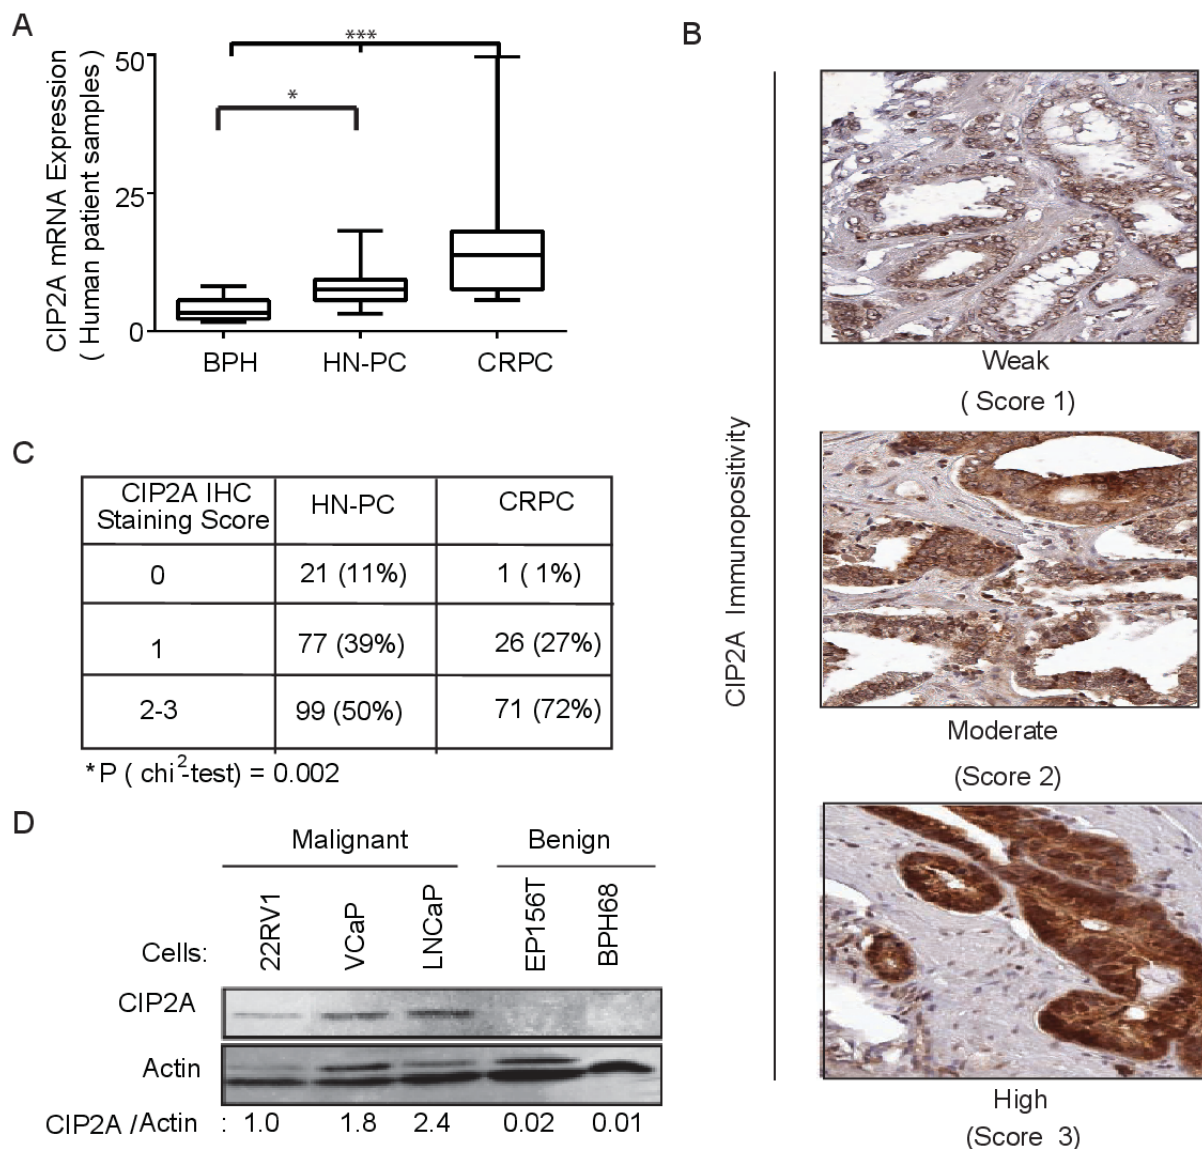 A
CIP2A mRNA Expression
( Human patient samples)
50
25
0
***
*
BPH
HN-PC
CRPC
B
CIP2A Immunopositivity
Weak
( Score 1)
Moderate
(Score 2)
High
(Score 3)
C
CIP2A IHC
Staining Score
HN-PC
CRPC
0
21 (11%)
1 ( 1%)
1
77 (39%)
26 (27%)
2-3
99 (50%)
71 (72%)
*P ( chi²-test) = 0.002
D
Malignant
Benign
Cells:
22RV1
VCaP
LNCaP
EP156T
BPH68
CIP2A
Actin
CIP2A /Actin : 1.0 1.8 2.4 0.02 0.01